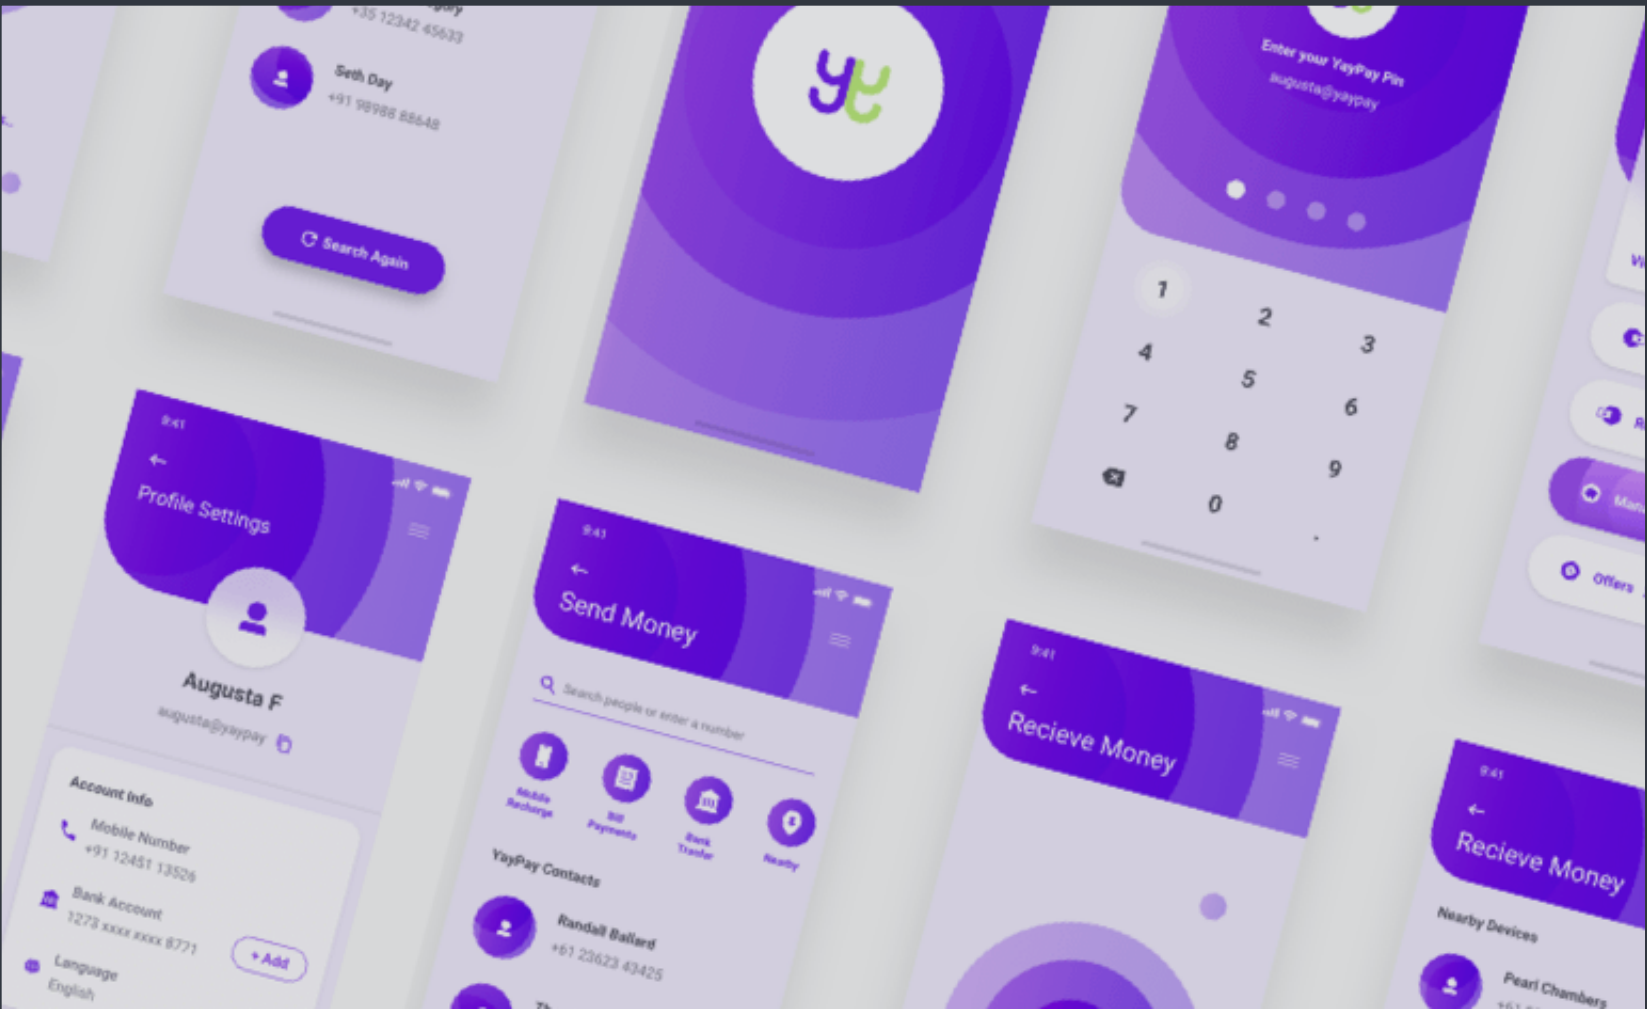 +35 12342 45633
Seth Day
+91 98988 88648
Search Again
yy
Enter your YayPay Pin
augusta@yaypay
1
2
3
4
5
6
7
8
9
0
.
Offers
9:41
Profile Settings
Augusta F
augusta@yaypay
Account Info
Mobile Number
+91 12451 13526
Bank Account
1273 xxxx xxxx 8771
+ Add
Language
English
9:41
Send Money
Search people or enter a number
Mobile
Recharge
Bill
Payments
Bank
Tranfer
Nearby
YayPay Contacts
Randall Ballard
+61 23623 43425
Th
9:41
Recieve Money
9:41
Recieve Money
Nearby Devices
Pearl Chambers